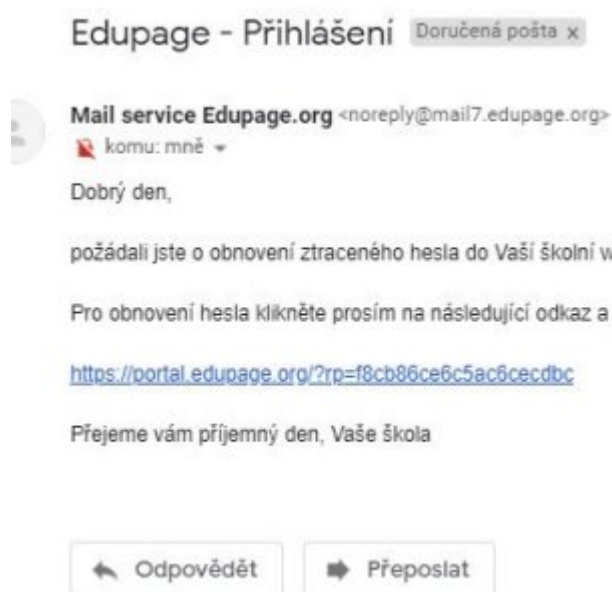 Edupage - Přihlášení Doručená pošta x
Mail service Edupage.org <noreply@mail7.edupage.org>
komu: mně
Dobrý den,
požádali jste o obnovení ztraceného hesla do Vaší školní w
Pro obnovení hesla klikněte prosím na následující odkaz a
https://portal.edupage.org/?rp=f8cb86ce6c5ac6cecdbc
Přejeme vám příjemný den, Vaše škola
Odpovědět Přeposlat